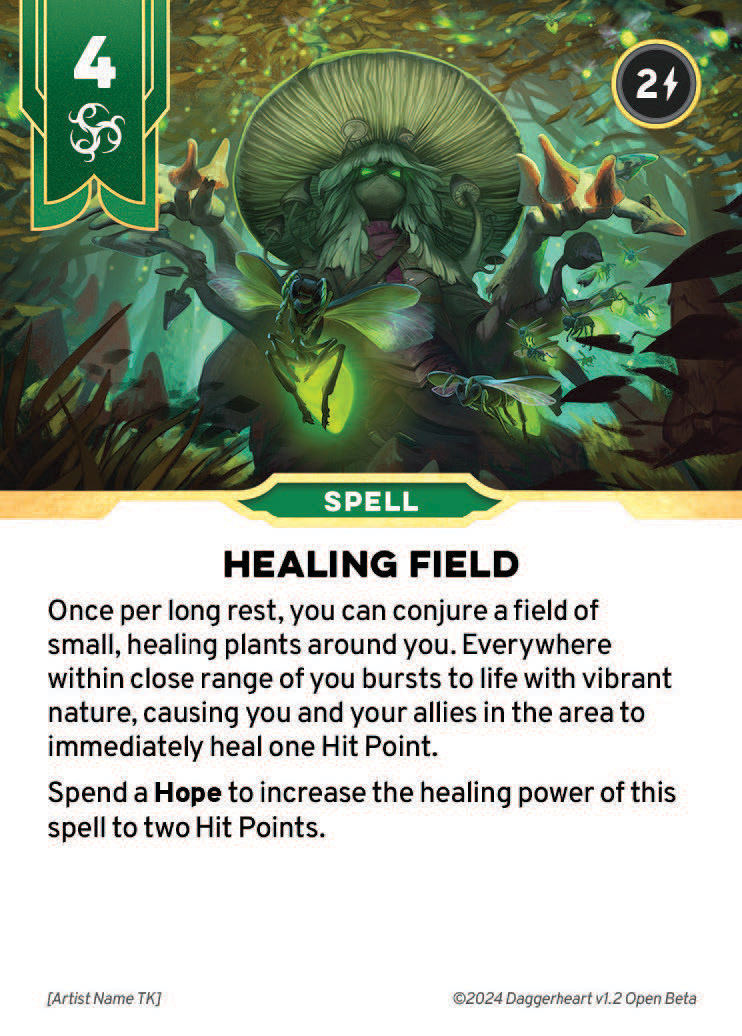 4
2
SPELL
HEALING FIELD
Once per long rest, you can conjure a field of
small, healing plants around you. Everywhere
within close range of you bursts to life with vibrant
nature, causing you and your allies in the area to
immediately heal one Hit Point.
Spend a Hope to increase the healing power of this
spell to two Hit Points.
[Artist Name TK]
©2024 Daggerheart v1.2 Open Beta